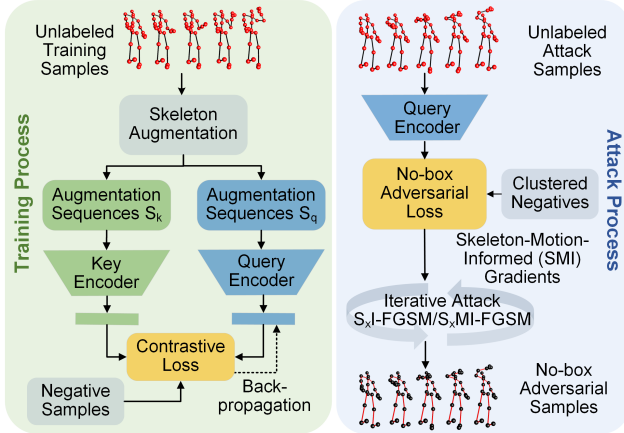 Training Process
Unlabeled
Training
Samples
Skeleton
Augmentation
Augmentation
Sequences Sk
Augmentation
Sequences Sq
Key
Encoder
Query
Encoder
Contrastive
Loss
Negative
Samples
Back-
propagation
Attack Process
Unlabeled
Attack
Samples
Query
Encoder
No-box
Adversarial
Loss
Clustered
Negatives
Skeleton-Motion-
Informed (SMI)
Gradients
Iterative Attack
SxI-FGSM/SxMI-FGSM
No-box
Adversarial
Samples